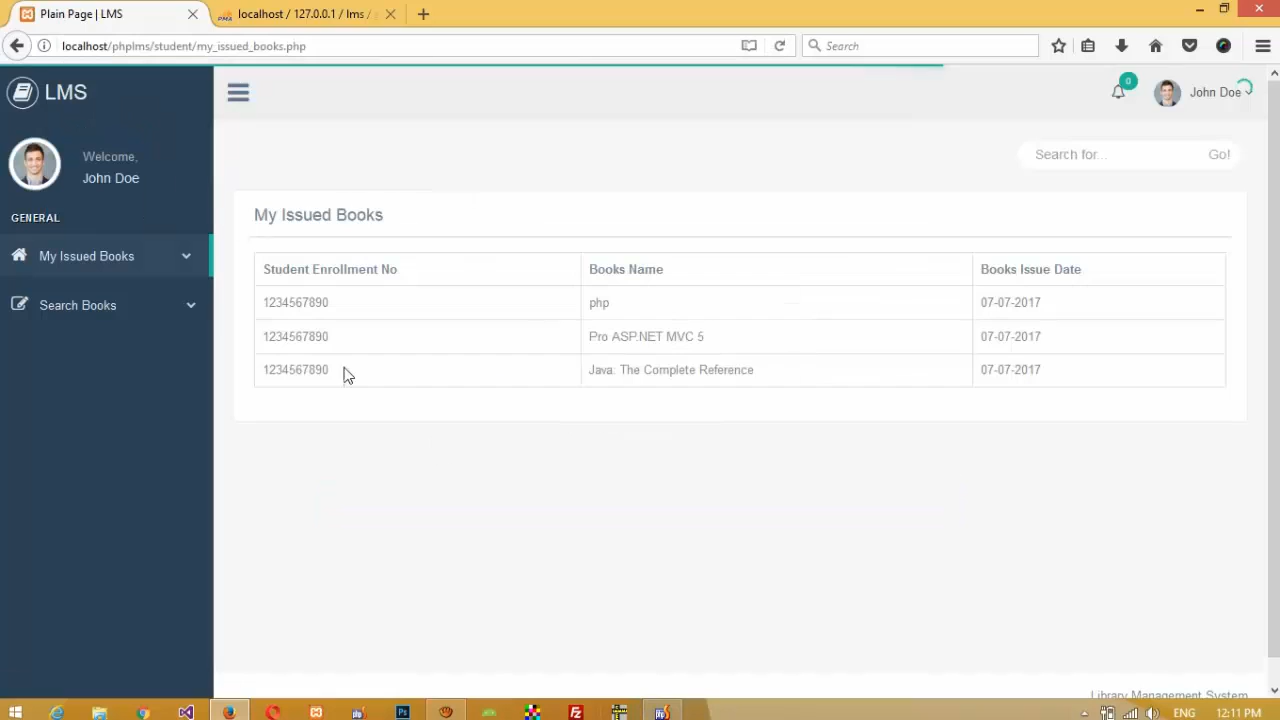 Plain Page | LMS
localhost / 127.0.0.1 / lms /
localhost/phplms/student/my_issued_books.php
Search
LMS
0
John Doe
Welcome,
John Doe
Search for...
Go!
GENERAL
My Issued Books
Search Books
My Issued Books
Student Enrollment No Books Name Books Issue Date
1234567890 php 07-07-2017
1234567890 Pro ASP.NET MVC 5 07-07-2017
1234567890 Java. The Complete Reference 07-07-2017
Library Management System
ENG 12:11 PM